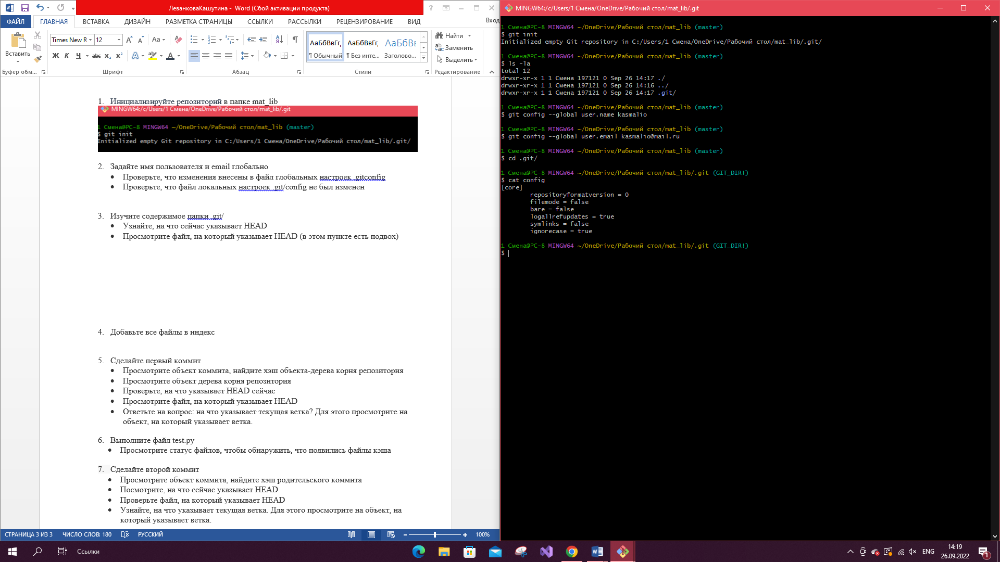 ЛеванковаКашутина - Word (Сбой активации продукта)
ФАЙЛ ГЛАВНАЯ ВСТАВКА ДИЗАЙН РАЗМЕТКА СТРАНИЦЫ ССЫЛКИ РАССЫЛКИ РЕЦЕНЗИРОВАНИЕ ВИД Вход
Вставить
Times New R 12
Ж К Ч abc x₂ x²
АаБбВвГг, АаБбВвГг, АаБбВв
¶ Обычный ¶ Без инте... Заголово...
Найти
Заменить
Выделить
Буфер обм... Шрифт Абзац Стили Редактирование
1. Инициализируйте репозиторий в папке mat_lib
MINGW64:/c/Users/1 Смена/OneDrive/Рабочий стол/mat_lib/.git
1 Смена@PC-8 MINGW64 ~/OneDrive/Рабочий стол/mat_lib (master)
$ git init
Initialized empty Git repository in C:/Users/1 Смена/OneDrive/Рабочий стол/mat_lib/.git/
2. Задайте имя пользователя и email глобально
• Проверьте, что изменения внесены в файл глобальных настроек .gitconfig
• Проверьте, что файл локальных настроек .git/config не был изменен
3. Изучите содержимое папки .git/
• Узнайте, на что сейчас указывает HEAD
• Просмотрите файл, на который указывает HEAD (в этом пункте есть подвох)
4. Добавьте все файлы в индекс
5. Сделайте первый коммит
• Просмотрите объект коммита, найдите хэш объекта-дерева корня репозитория
• Просмотрите объект дерева корня репозитория
• Проверьте, на что указывает HEAD сейчас
• Просмотрите файл, на который указывает HEAD
• Ответьте на вопрос: на что указывает текущая ветка? Для этого просмотрите на
объект, на который указывает ветка.
6. Выполните файл test.py
• Просмотрите статус файлов, чтобы обнаружить, что появились файлы кэша
7. Сделайте второй коммит
• Просмотрите объект коммита, найдите хэш родительского коммита
• Посмотрите, на что сейчас указывает HEAD
• Проверьте файл, на который указывает HEAD
• Узнайте, на что указывает текущая ветка. Для этого просмотрите на объект, на
который указывает ветка.
СТРАНИЦА 3 ИЗ 3 ЧИСЛО СЛОВ: 180 РУССКИЙ 100%
MINGW64:/c/Users/1 Смена/OneDrive/Рабочий стол/mat_lib/.git
1 Смена@PC-8 MINGW64 ~/OneDrive/Рабочий стол/mat_lib (master)
$ git init
Initialized empty Git repository in C:/Users/1 Смена/OneDrive/Рабочий стол/mat_lib/.git/
1 Смена@PC-8 MINGW64 ~/OneDrive/Рабочий стол/mat_lib (master)
$ ls -la
total 12
drwxr-xr-x 1 1 Смена 197121 0 Sep 26 14:17 ./
drwxr-xr-x 1 1 Смена 197121 0 Sep 26 14:16 ../
drwxr-xr-x 1 1 Смена 197121 0 Sep 26 14:17 .git/
1 Смена@PC-8 MINGW64 ~/OneDrive/Рабочий стол/mat_lib (master)
$ git config --global user.name kasmalio
1 Смена@PC-8 MINGW64 ~/OneDrive/Рабочий стол/mat_lib (master)
$ git config --global user.email kasmalio@mail.ru
1 Смена@PC-8 MINGW64 ~/OneDrive/Рабочий стол/mat_lib (master)
$ cd .git/
1 Смена@PC-8 MINGW64 ~/OneDrive/Рабочий стол/mat_lib/.git (GIT_DIR!)
$ cat config
[core]
repositoryformatversion = 0
filemode = false
bare = false
logallrefupdates = true
symlinks = false
ignorecase = true
1 Смена@PC-8 MINGW64 ~/OneDrive/Рабочий стол/mat_lib/.git (GIT_DIR!)
$
Ссылки
ENG
14:19
26.09.2022
1